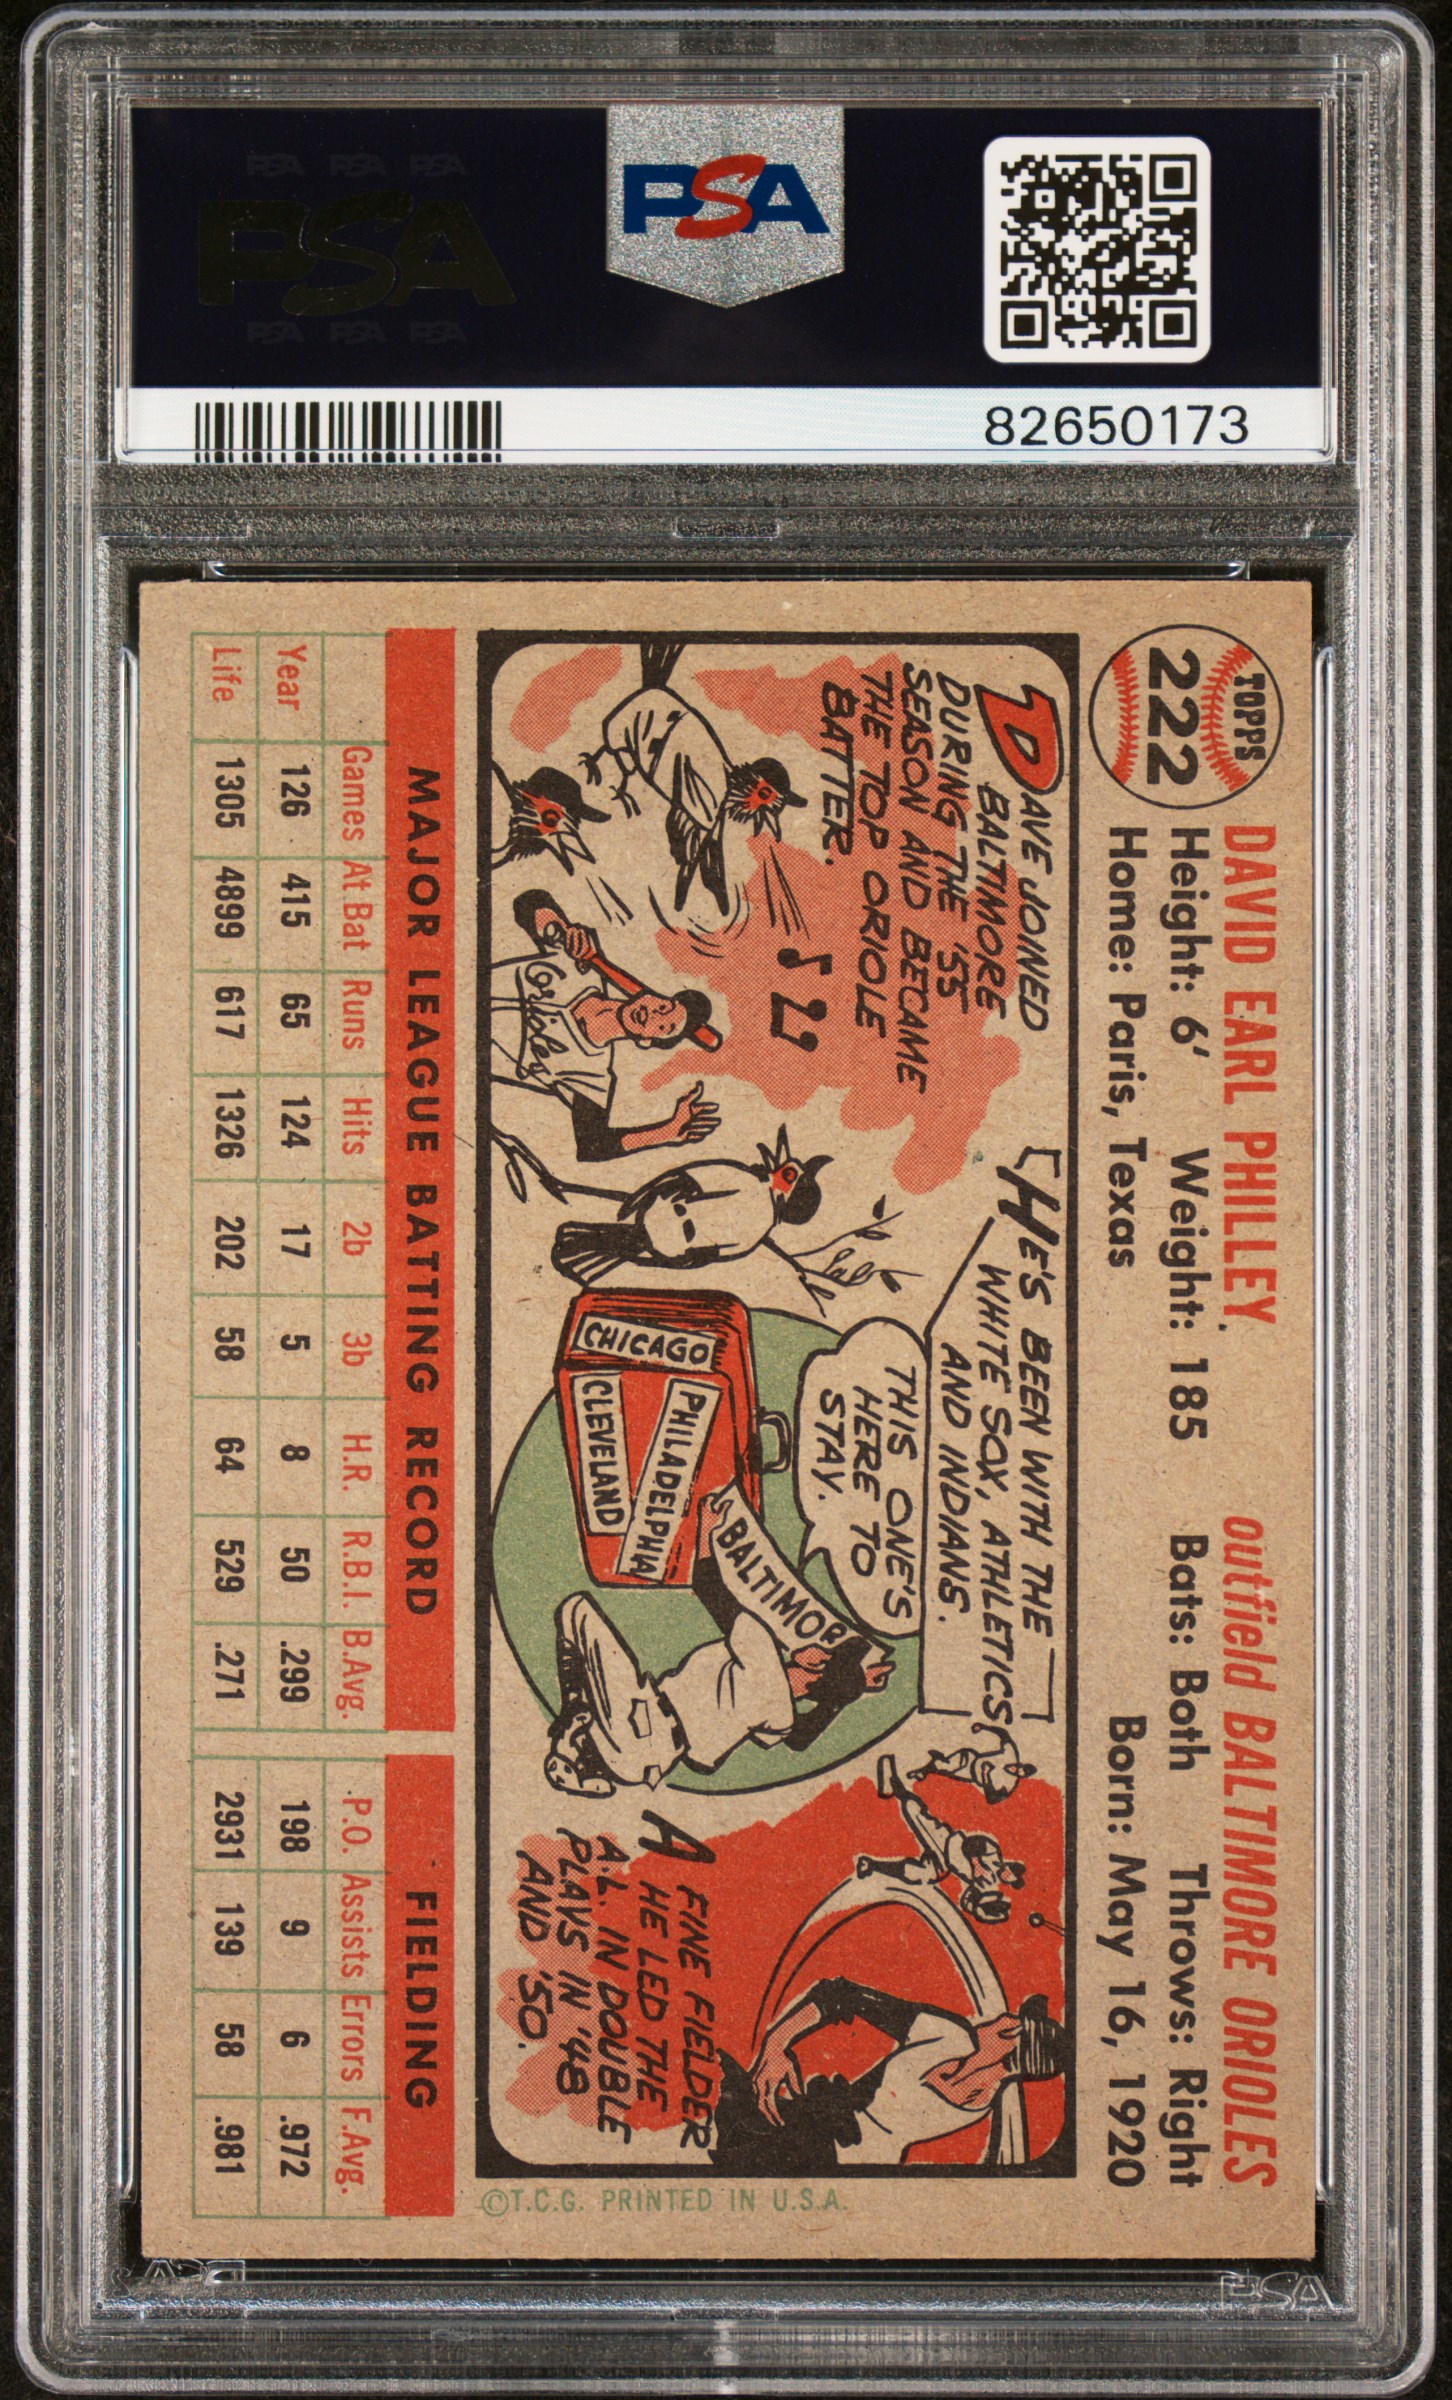 PSA PSA PSA
PSA
PSA PSA PSA
PSA
82650173
TOPPS
222
DAVID EARL PHILLEY
outfield BALTIMORE ORIOLES
Height: 6' Weight: 185 Bats: Both Throws: Right
Home: Paris, Texas Born: May 16, 1920
DAVE JOINED
BALTIMORE
DURING THE '55
SEASON AND BECAME
THE TOP ORIOLE
BATTER.
Orioles
HE'S BEEN WITH THE
WHITE SOX, ATHLETICS
AND INDIANS.
THIS ONE'S
HERE TO
STAY.
CHICAGO
PHILADELPHIA
CLEVELAND
BALTIMOR
A FINE FIELDER
HE LED THE
A.L. IN DOUBLE
PLAYS IN '48
AND '50.
©T.C.G. PRINTED IN U.S.A.
MAJOR LEAGUE BATTING RECORD FIELDING
Games At Bat Runs Hits 2b 3b H.R. R.B.I. B.Avg. P.O. Assists Errors F.Avg.
Year 126 415 65 124 17 5 8 50 .299 198 9 6 .972
Life 1305 4899 617 1326 202 58 64 529 .271 2931 139 58 .981
PSA
PSA